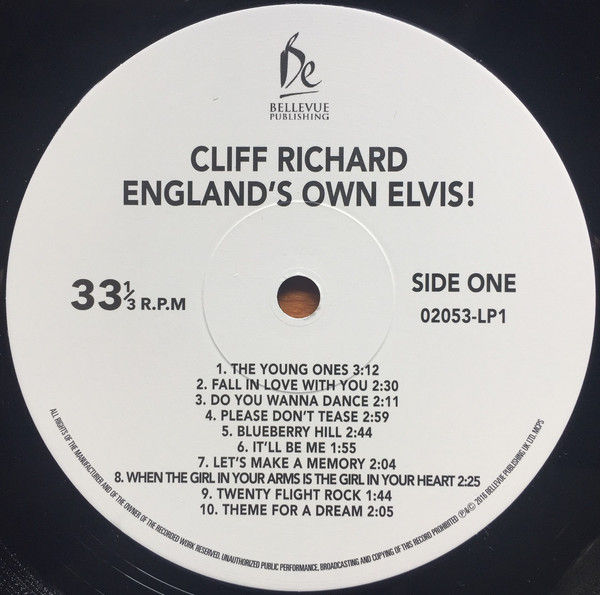 Be
BELLEVUE
PUBLISHING
CLIFF RICHARD
ENGLAND'S OWN ELVIS!
33 1/3 R.P.M
SIDE ONE
02053-LP1
1. THE YOUNG ONES 3:12
2. FALL IN LOVE WITH YOU 2:30
3. DO YOU WANNA DANCE 2:11
4. PLEASE DON'T TEASE 2:59
5. BLUEBERRY HILL 2:44
6. IT'LL BE ME 1:55
7. LET'S MAKE A MEMORY 2:04
8. WHEN THE GIRL IN YOUR ARMS IS THE GIRL IN YOUR HEART 2:25
9. TWENTY FLIGHT ROCK 1:44
10. THEME FOR A DREAM 2:05
ALL RIGHTS OF THE MANUFACTURER AND OF THE OWNER OF THE RECORDED WORK RESERVED. UNAUTHORIZED PUBLIC PERFORMANCE, BROADCASTING AND COPYING OF THIS RECORD PROHIBITED ℗&© 2016 BELLEVUE PUBLISHING UK LTD. MCPS